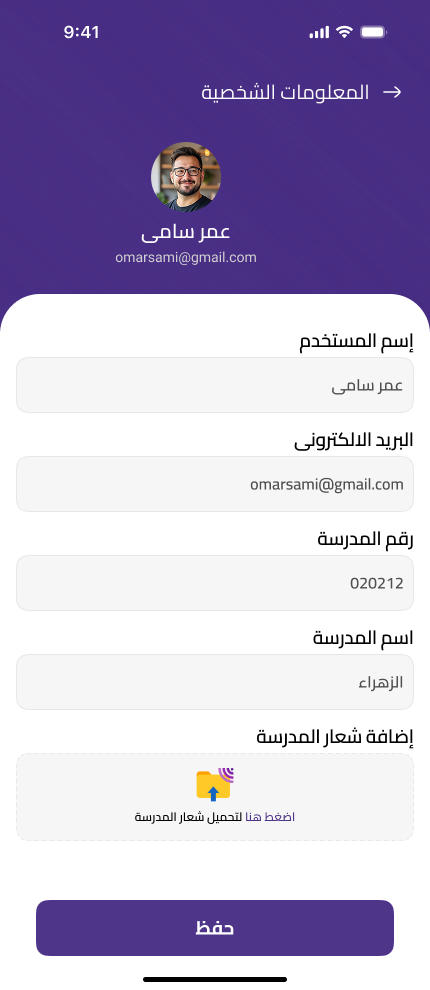 9:41
المعلومات الشخصية
عمر سامى
omarsami@gmail.com
إسم المستخدم
عمر سامى
البريد الالكترونى
omarsami@gmail.com
رقم المدرسة
020212
اسم المدرسة
الزهراء
إضافة شعار المدرسة
اضغط هنا لتحميل شعار المدرسة
حفظ